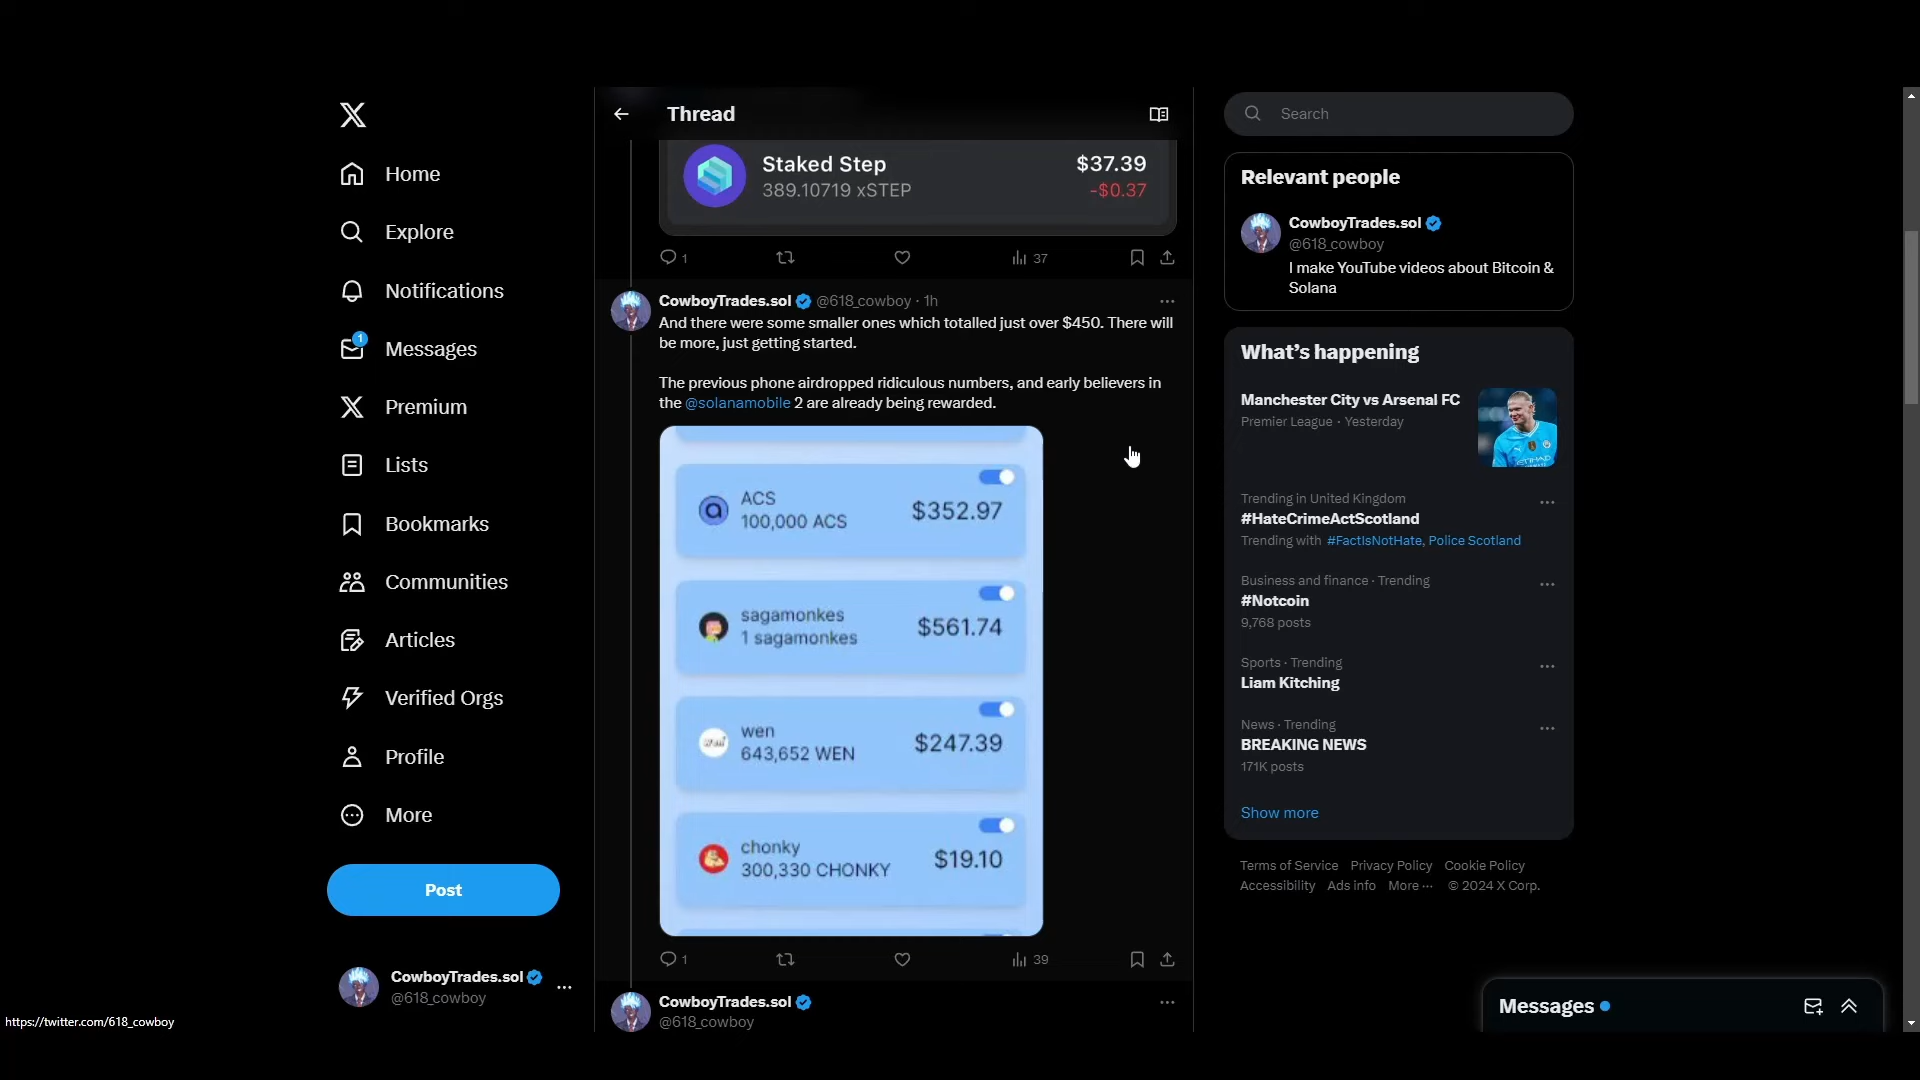 Home
Explore
Notifications
1
Messages
Premium
Lists
Bookmarks
Communities
Articles
Verified Orgs
Profile
More
Post
CowboyTrades.sol
@618_cowboy
https://twitter.com/618_cowboy
Thread
Staked Step $37.39
389.10719 xSTEP -$0.37
1 37
CowboyTrades.sol @618_cowboy · 1h
And there were some smaller ones which totalled just over $450. There will
be more, just getting started.
The previous phone airdropped ridiculous numbers, and early believers in
the @solanamobile 2 are already being rewarded.
ACS
100,000 ACS
$352.97
sagamonkes
1 sagamonkes
$561.74
wen
643,652 WEN
$247.39
chonky
300,330 CHONKY
$19.10
1 39
CowboyTrades.sol
@618_cowboy
Search
Relevant people
CowboyTrades.sol
@618_cowboy
I make YouTube videos about Bitcoin &
Solana
What's happening
Manchester City vs Arsenal FC
Premier League · Yesterday
Trending in United Kingdom
#HateCrimeActScotland
Trending with #FactIsNotHate, Police Scotland
Business and finance · Trending
#Notcoin
9,768 posts
Sports · Trending
Liam Kitching
News · Trending
BREAKING NEWS
171K posts
Show more
Terms of Service Privacy Policy Cookie Policy
Accessibility Ads info More ··· © 2024 X Corp.
Messages